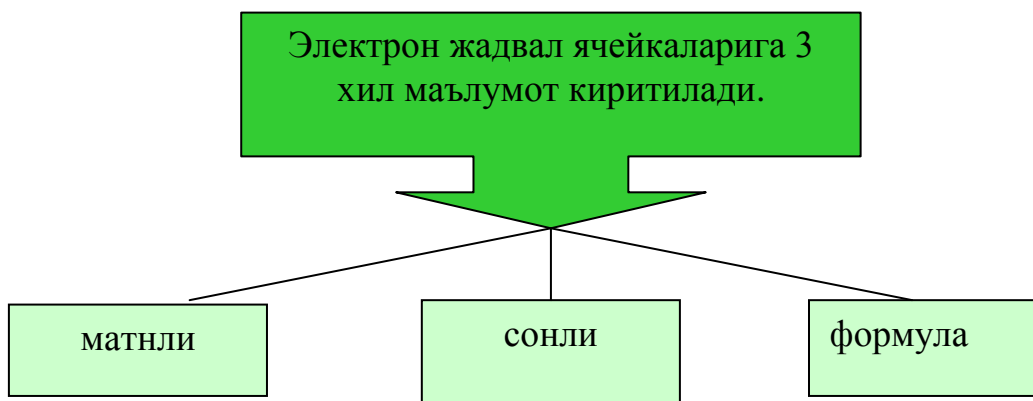 Электрон жадвал ячейкаларига 3
хил маълумот киритилади.
матнли
сонли
формула